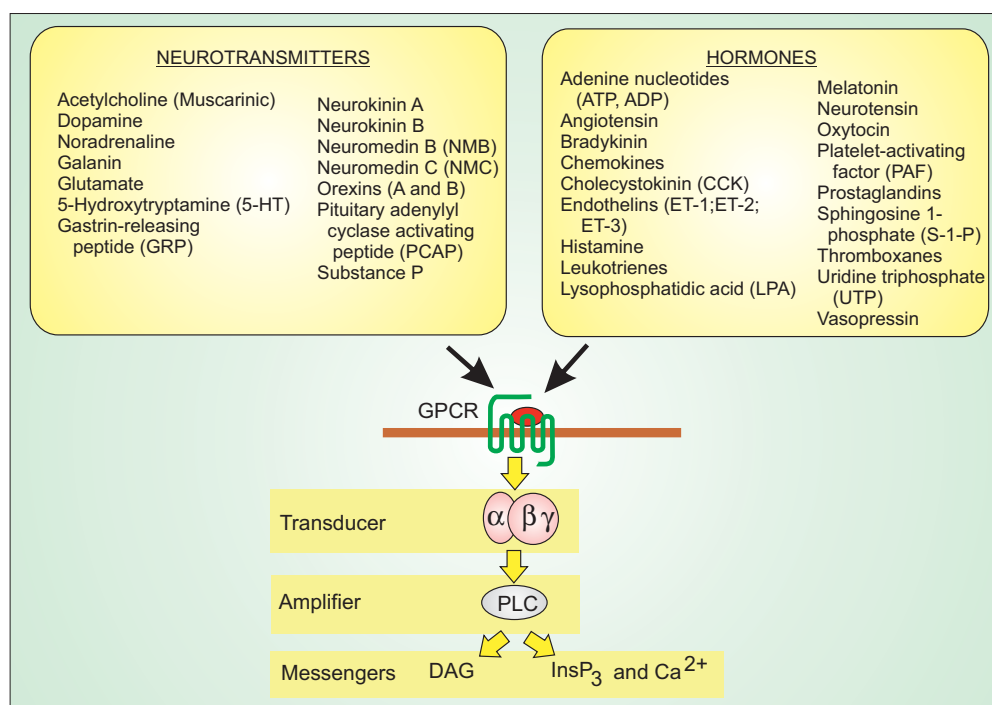 NEUROTRANSMITTERS
Acetylcholine (Muscarinic)
Dopamine
Noradrenaline
Galanin
Glutamate
5-Hydroxytryptamine (5-HT)
Gastrin-releasing
peptide (GRP)
Neurokinin A
Neurokinin B
Neuromedin B (NMB)
Neuromedin C (NMC)
Orexins (A and B)
Pituitary adenylyl
cyclase activating
peptide (PCAP)
Substance P
HORMONES
Adenine nucleotides
(ATP, ADP)
Angiotensin
Bradykinin
Chemokines
Cholecystokinin (CCK)
Endothelins (ET-1;ET-2;
ET-3)
Histamine
Leukotrienes
Lysophosphatidic acid (LPA)
Melatonin
Neurotensin
Oxytocin
Platelet-activating
factor (PAF)
Prostaglandins
Sphingosine 1-
phosphate (S-1-P)
Thromboxanes
Uridine triphosphate
(UTP)
Vasopressin
GPCR
Transducer α β γ
Amplifier PLC
Messengers DAG InsP₃ and Ca²⁺